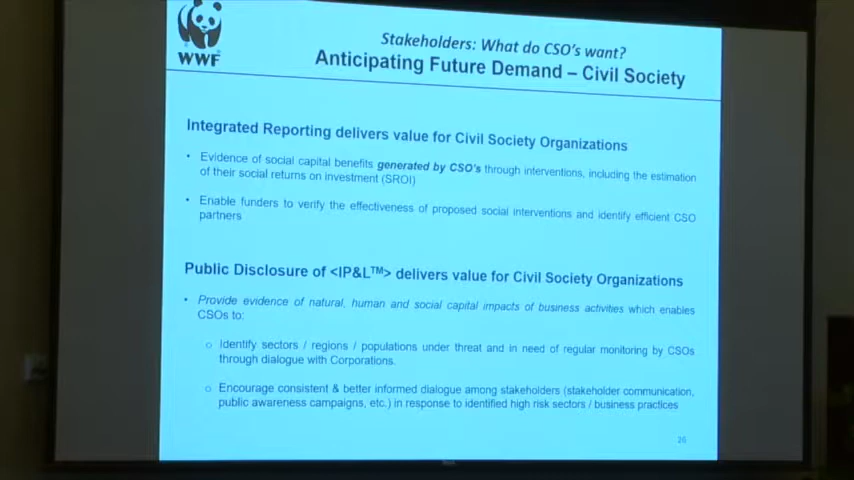 WWF
Stakeholders: What do CSO's want?
Anticipating Future Demand – Civil Society
Integrated Reporting delivers value for Civil Society Organizations
• Evidence of social capital benefits generated by CSO's through interventions, including the estimation
of their social returns on investment (SROI)
• Enable funders to verify the effectiveness of proposed social interventions and identify efficient CSO
partners
Public Disclosure of <IP&L™> delivers value for Civil Society Organizations
• Provide evidence of natural, human and social capital impacts of business activities which enables
CSOs to:
o Identify sectors / regions / populations under threat and in need of regular monitoring by CSOs
through dialogue with Corporations.
o Encourage consistent & better informed dialogue among stakeholders (stakeholder communication,
public awareness campaigns, etc.) in response to identified high risk sectors / business practices
26